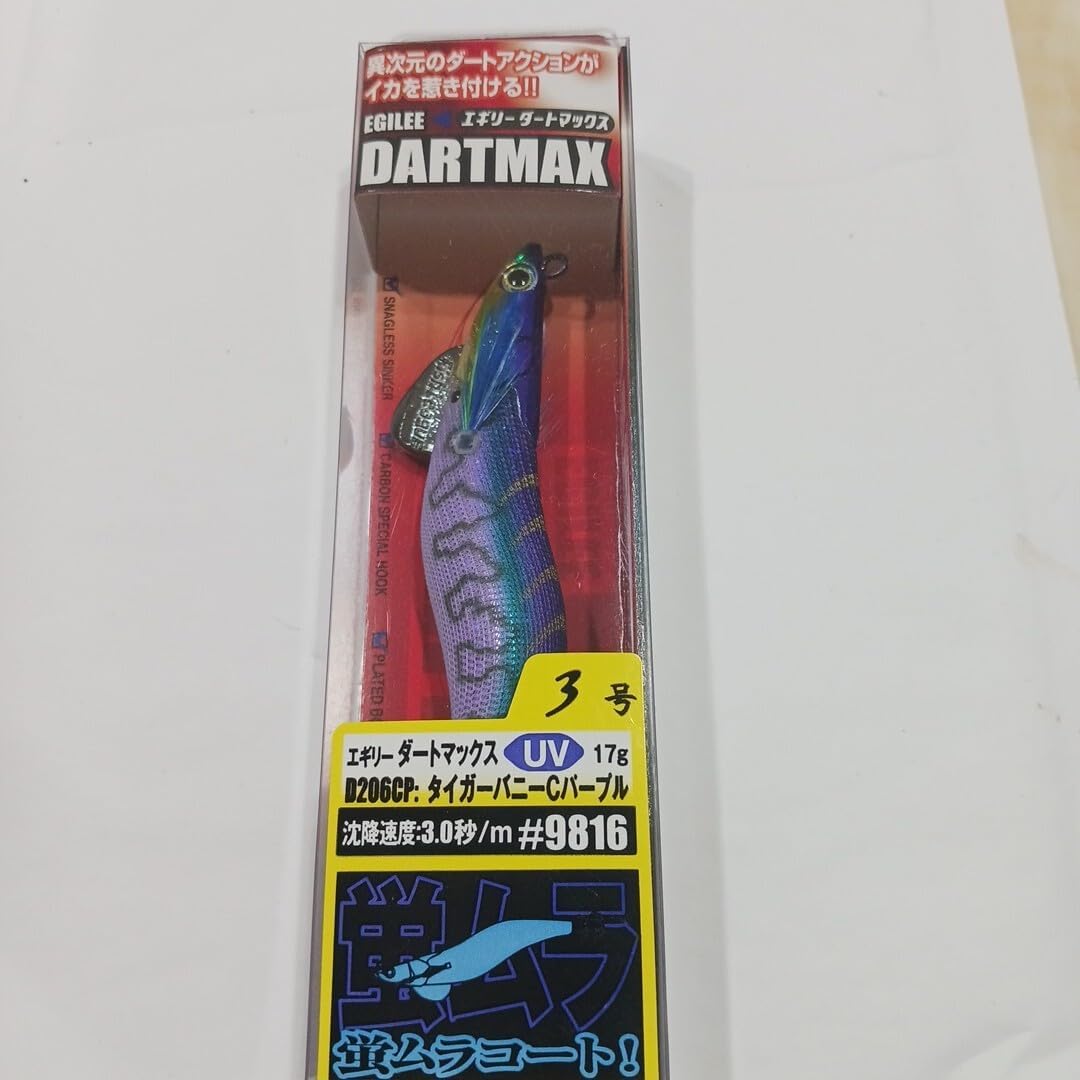 異次元のダートアクションが
イカを惹き付ける!!
EGILEE エギリー ダートマックス
DARTMAX
SNAGLESS SINKER
CARBON SPECIAL HOOK
PLATED
3号
エギリー ダートマックス UV 17g
D206CP: タイガーバニーCパープル
沈降速度:3.0秒/m #9816
蛍ムラ
蛍ムラコート!